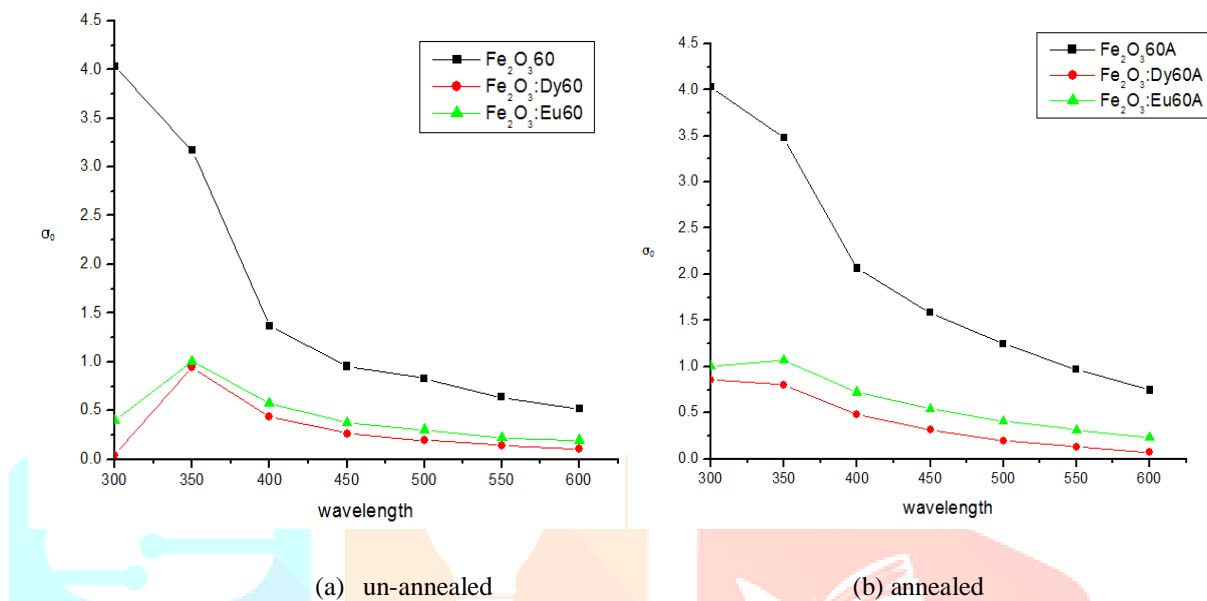 4.5
4.0
3.5
3.0
2.5
2.0
1.5
1.0
0.5
0.0
σ₀
300 350 400 450 500 550 600
wavelength
Fe₂O₃60
Fe₂O₃:Dy60
Fe₂O₃:Eu60
(a) un-annealed
4.5
4.0
3.5
3.0
2.5
2.0
1.5
1.0
0.5
0.0
σ₀
300 350 400 450 500 550 600
wavelength
Fe₂O₃60A
Fe₂O₃:Dy60A
Fe₂O₃:Eu60A
(b) annealed